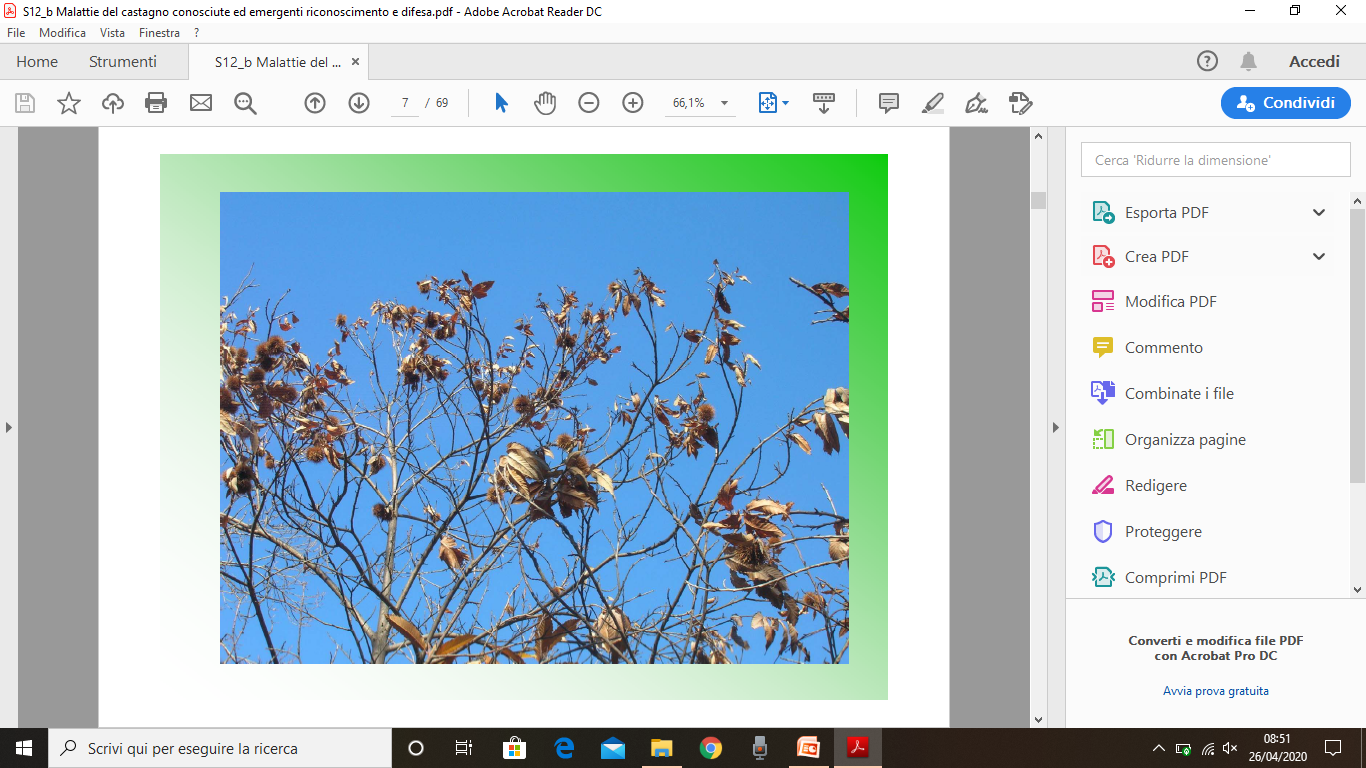 S12_b Malattie del castagno conosciute ed emergenti riconoscimento e difesa.pdf - Adobe Acrobat Reader DC
File Modifica Vista Finestra ?
Home Strumenti S12_b Malattie del ... × Accedi
7 / 69 66,1% Condividi
Cerca 'Ridurre la dimensione'
Esporta PDF
Crea PDF
Modifica PDF
Commento
Combinate i file
Organizza pagine
Redigere
Proteggere
Comprimi PDF
Converti e modifica file PDF
con Acrobat Pro DC
Avvia prova gratuita
Scrivi qui per eseguire la ricerca
08:51
26/04/2020